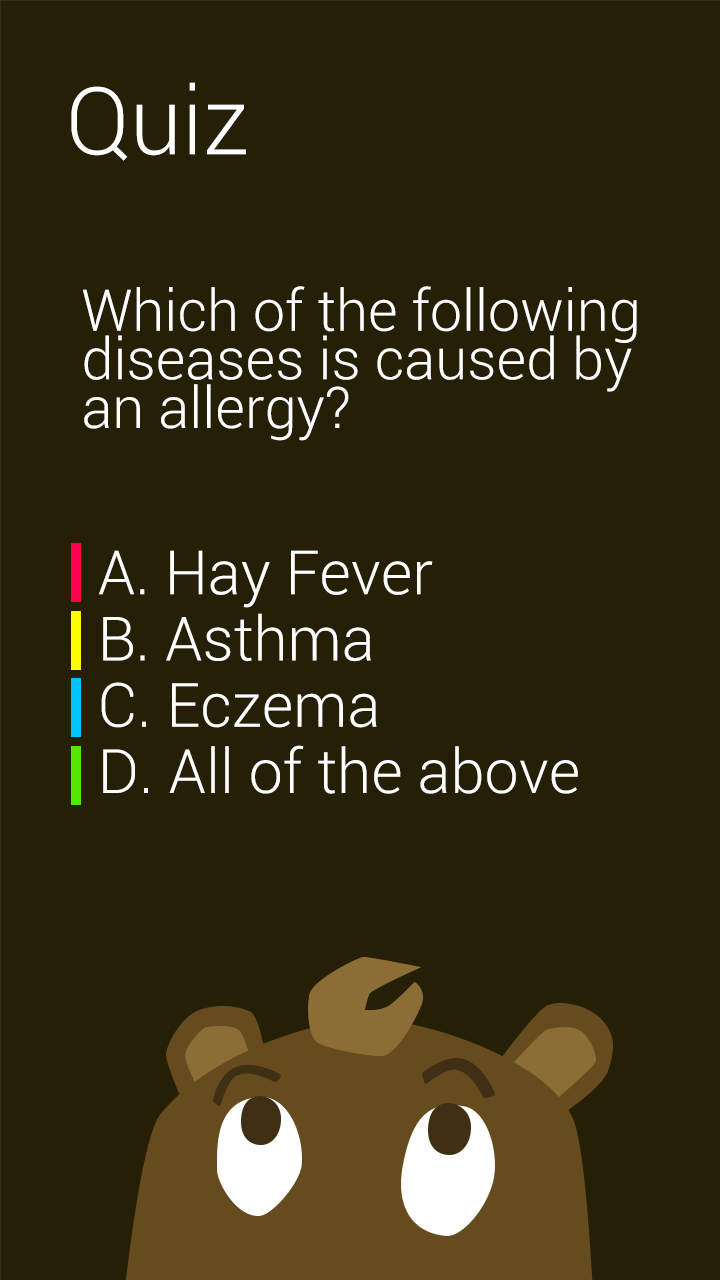 Quiz
Which of the following
diseases is caused by
an allergy?
A. Hay Fever
B. Asthma
C. Eczema
D. All of the above